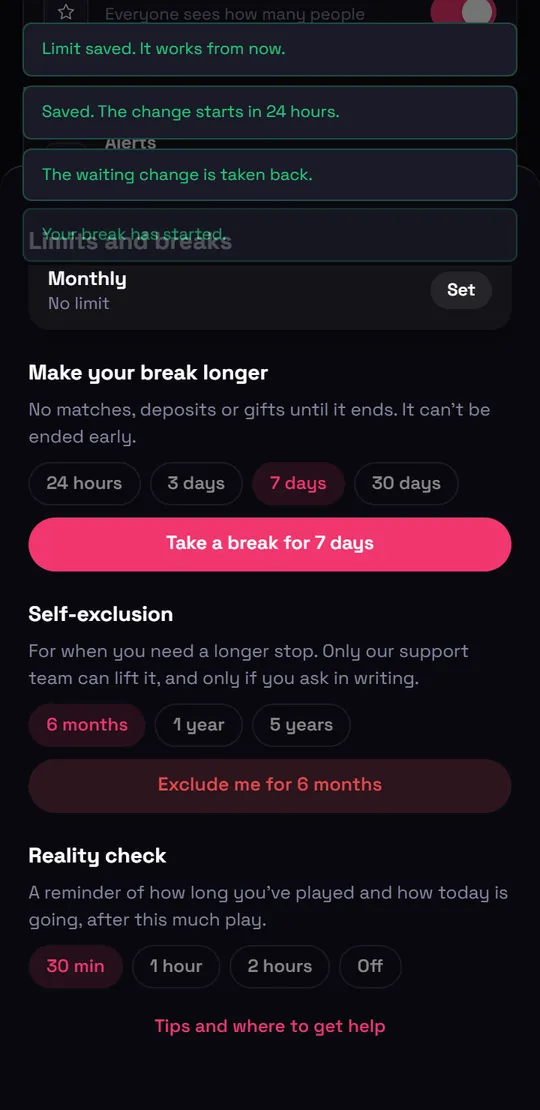 Everyone sees how many people
Limit saved. It works from now.
Saved. The change starts in 24 hours.
Alerts
The waiting change is taken back.
Your break has started.
Limits and breaks
Monthly
No limit
Set
Make your break longer
No matches, deposits or gifts until it ends. It can't be
ended early.
24 hours
3 days
7 days
30 days
Take a break for 7 days
Self-exclusion
For when you need a longer stop. Only our support
team can lift it, and only if you ask in writing.
6 months
1 year
5 years
Exclude me for 6 months
Reality check
A reminder of how long you've played and how today is
going, after this much play.
30 min
1 hour
2 hours
Off
Tips and where to get help